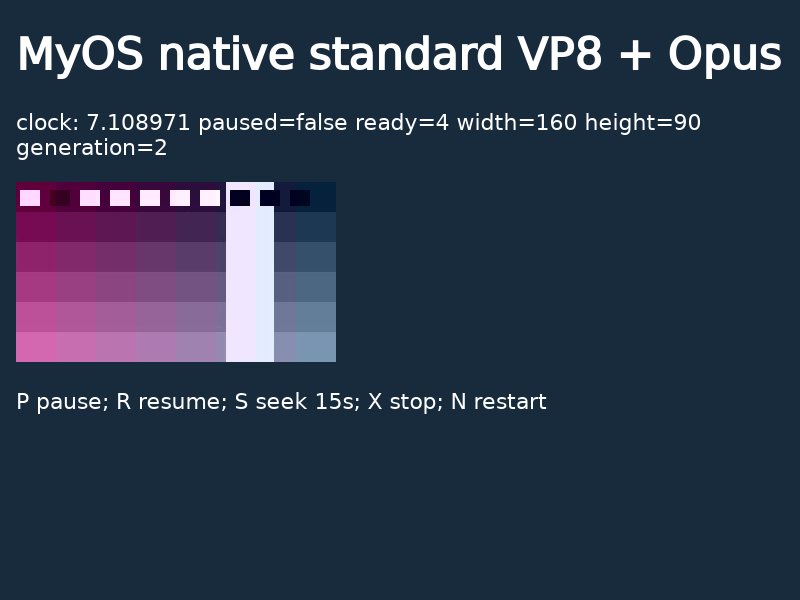 MyOS native standard VP8 + Opus
clock: 7.108971 paused=false ready=4 width=160 height=90
generation=2
P pause; R resume; S seek 15s; X stop; N restart